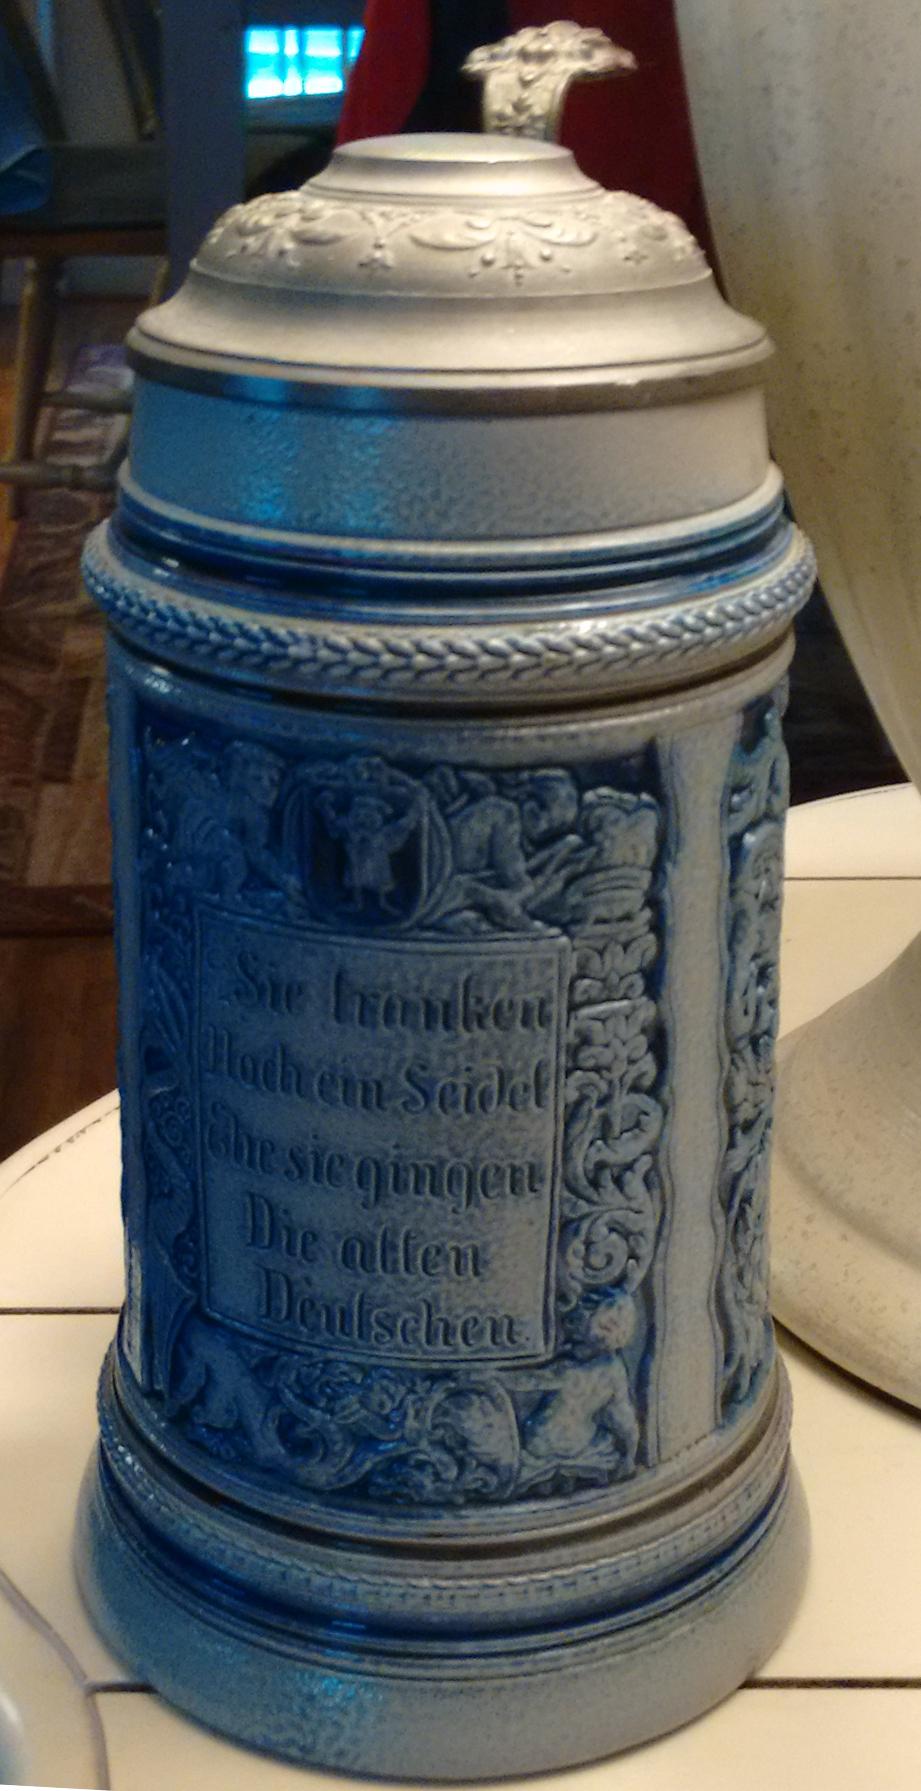 Sie tranken
Noch ein Seidel
Ehe sie gingen
Die alten
Deutschen.